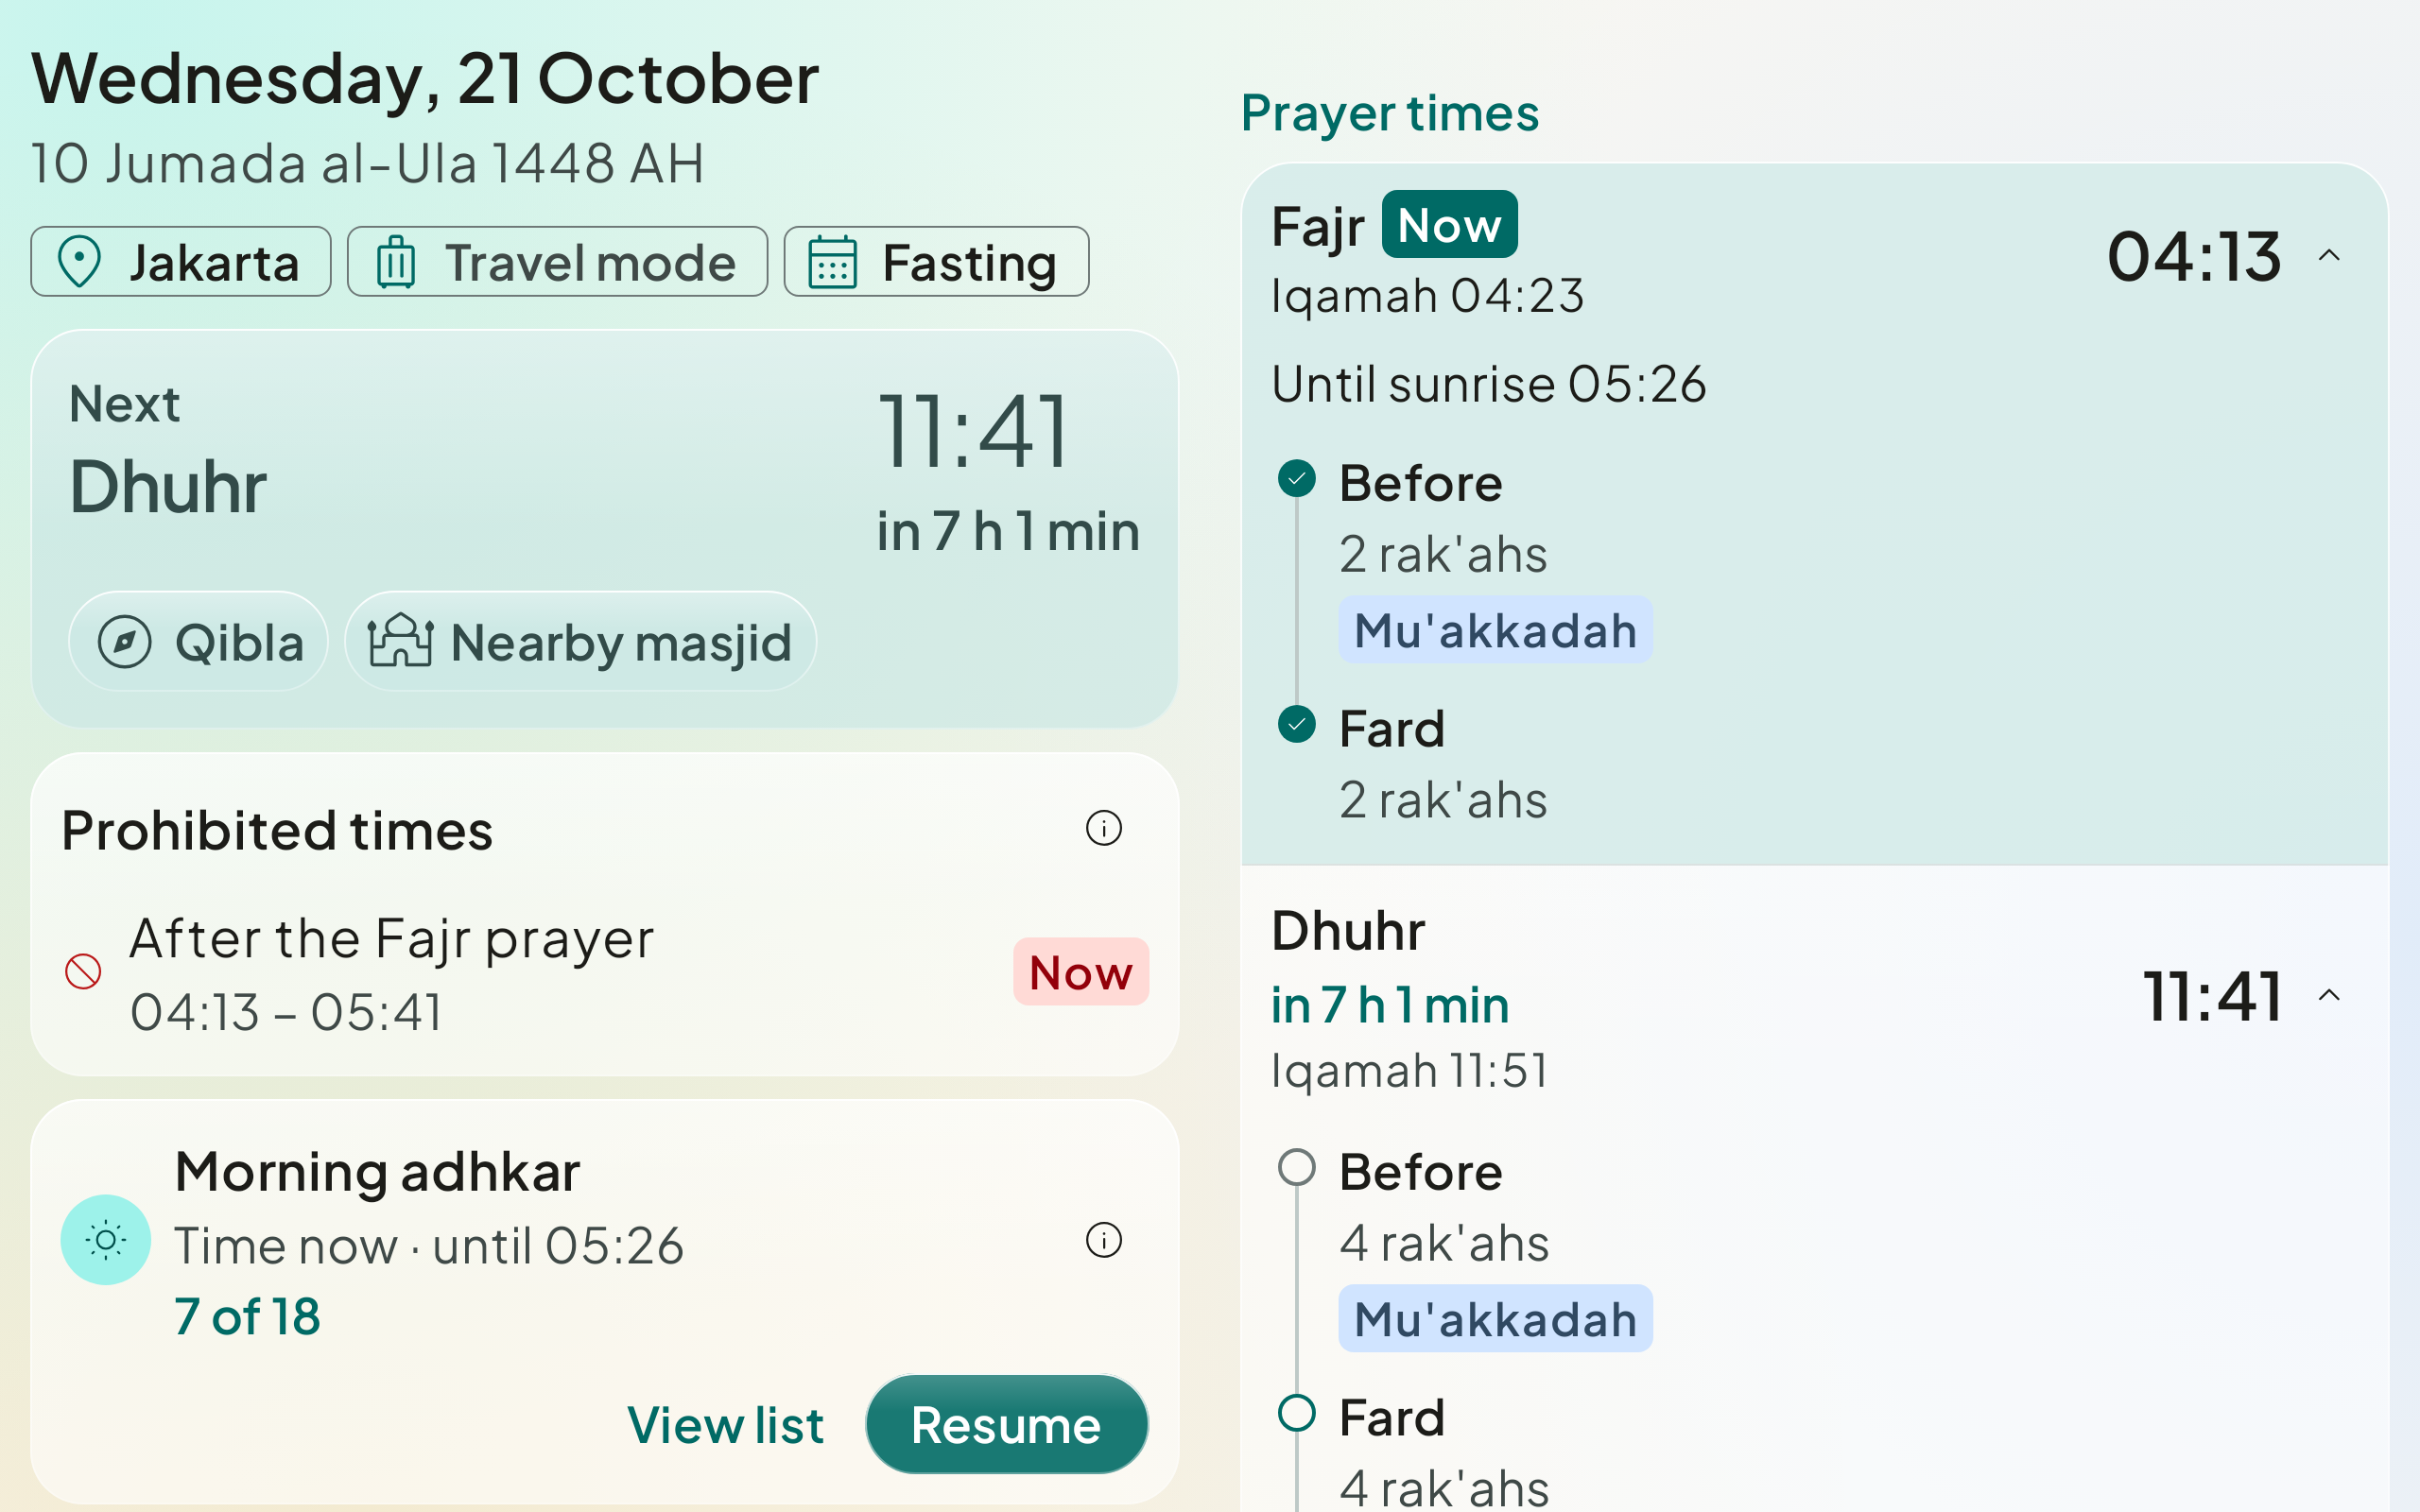 Wednesday, 21 October
10 Jumada al-Ula 1448 AH
Jakarta
Travel mode
Fasting
Next
Dhuhr
11:41
in 7 h 1 min
Qibla
Nearby masjid
Prohibited times
After the Fajr prayer
04:13 – 05:41
Now
Morning adhkar
Time now · until 05:26
7 of 18
View list
Resume
Prayer times
Fajr
Now
Iqamah 04:23
04:13
Until sunrise 05:26
Before
2 rak'ahs
Mu'akkadah
Fard
2 rak'ahs
Dhuhr
in 7 h 1 min
Iqamah 11:51
11:41
Before
4 rak'ahs
Mu'akkadah
Fard
4 rak'ahs